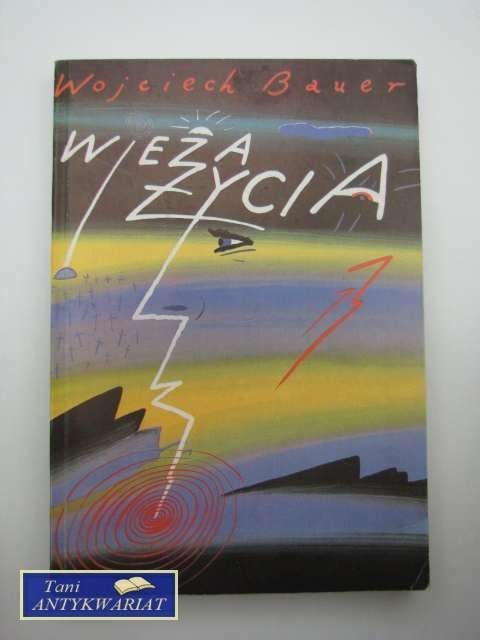 Wojciech Bauer
WIEŻA
ŻYCIA
Tani
ANTYKWARIAT